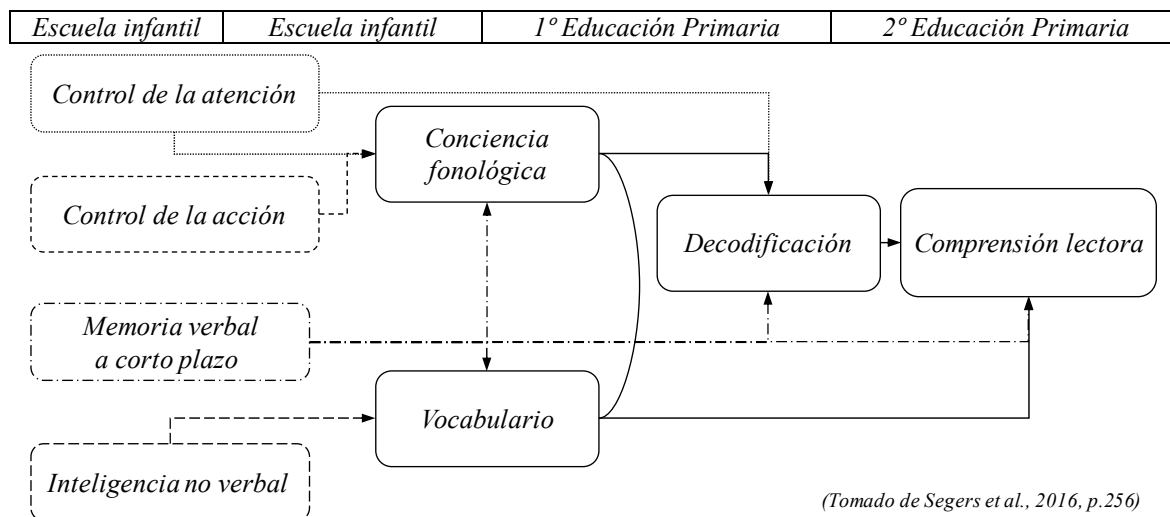 Escuela infantil
Escuela infantil
1º Educación Primaria
2º Educación Primaria
Control de la atención
Conciencia
fonológica
Control de la acción
Decodificación
Comprensión lectora
Memoria verbal
a corto plazo
Vocabulario
Inteligencia no verbal
(Tomado de Segers et al., 2016, p.256)